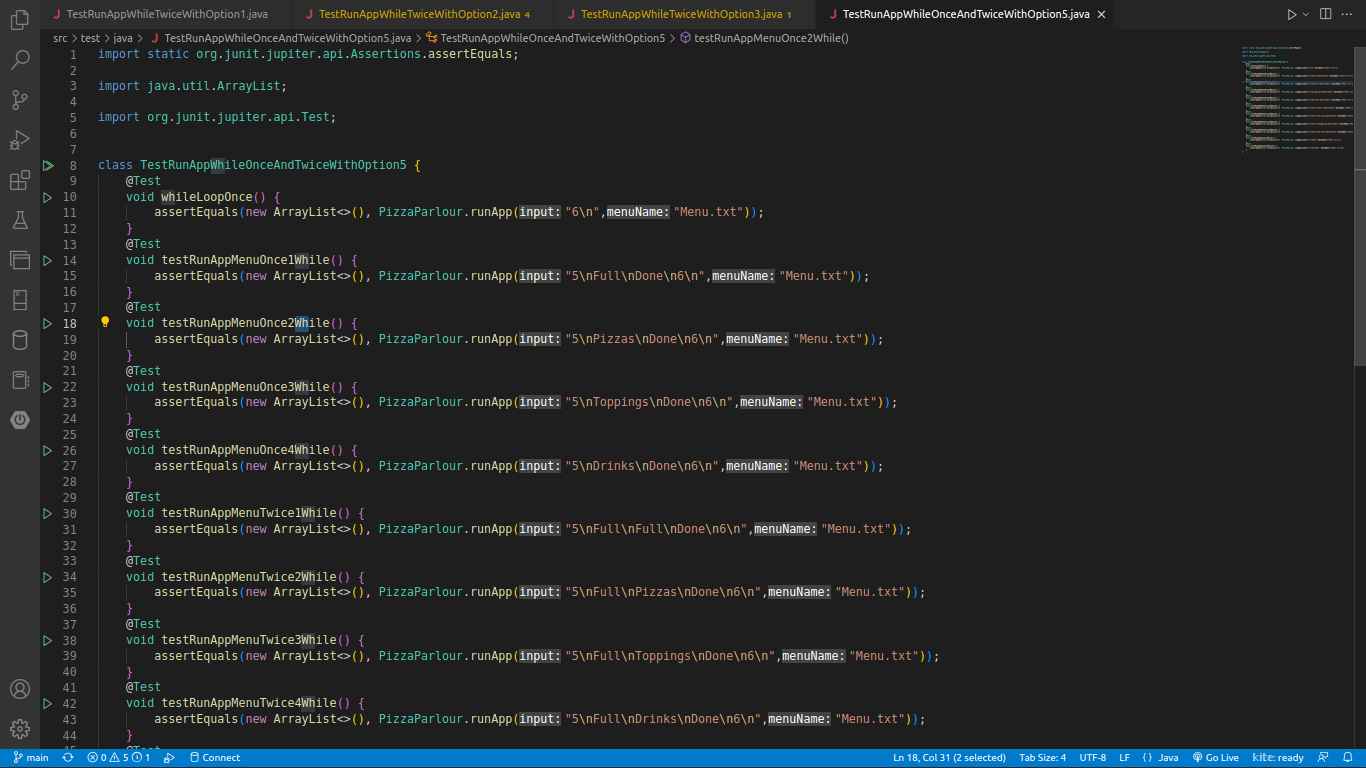 TestRunAppWhileTwiceWithOption1.java
TestRunAppWhileTwiceWithOption2.java 4
TestRunAppWhileTwiceWithOption3.java 1
TestRunAppWhileOnceAndTwiceWithOption5.java
src > test > java > TestRunAppWhileOnceAndTwiceWithOption5.java > TestRunAppWhileOnceAndTwiceWithOption5 > testRunAppMenuOnce2While()
1 import static org.junit.jupiter.api.Assertions.assertEquals;
2
3 import java.util.ArrayList;
4
5 import org.junit.jupiter.api.Test;
6
7
8 class TestRunAppWhileOnceAndTwiceWithOption5 {
9 @Test
10 void whileLoopOnce() {
11 assertEquals(new ArrayList<>(), PizzaParlour.runApp(input: "6\n",menuName: "Menu.txt"));
12 }
13 @Test
14 void testRunAppMenuOnce1While() {
15 assertEquals(new ArrayList<>(), PizzaParlour.runApp(input: "5\nFull\nDone\n6\n",menuName: "Menu.txt"));
16 }
17 @Test
18 void testRunAppMenuOnce2While() {
19 assertEquals(new ArrayList<>(), PizzaParlour.runApp(input: "5\nPizzas\nDone\n6\n",menuName: "Menu.txt"));
20 }
21 @Test
22 void testRunAppMenuOnce3While() {
23 assertEquals(new ArrayList<>(), PizzaParlour.runApp(input: "5\nToppings\nDone\n6\n",menuName: "Menu.txt"));
24 }
25 @Test
26 void testRunAppMenuOnce4While() {
27 assertEquals(new ArrayList<>(), PizzaParlour.runApp(input: "5\nDrinks\nDone\n6\n",menuName: "Menu.txt"));
28 }
29 @Test
30 void testRunAppMenuTwice1While() {
31 assertEquals(new ArrayList<>(), PizzaParlour.runApp(input: "5\nFull\nFull\nDone\n6\n",menuName: "Menu.txt"));
32 }
33 @Test
34 void testRunAppMenuTwice2While() {
35 assertEquals(new ArrayList<>(), PizzaParlour.runApp(input: "5\nFull\nPizzas\nDone\n6\n",menuName: "Menu.txt"));
36 }
37 @Test
38 void testRunAppMenuTwice3While() {
39 assertEquals(new ArrayList<>(), PizzaParlour.runApp(input: "5\nFull\nToppings\nDone\n6\n",menuName: "Menu.txt"));
40 }
41 @Test
42 void testRunAppMenuTwice4While() {
43 assertEquals(new ArrayList<>(), PizzaParlour.runApp(input: "5\nFull\nDrinks\nDone\n6\n",menuName: "Menu.txt"));
44 }
45 @Test
main 0 5 1 Connect Ln 18, Col 31 (2 selected) Tab Size: 4 UTF-8 LF {} Java Go Live kite: ready